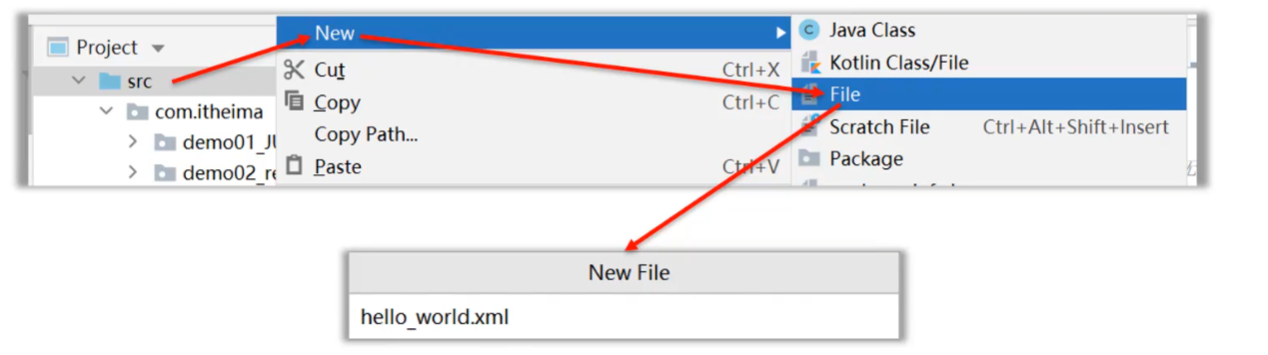 Project
src
com.itheima
demo01_JU
demo02_re
New
Cut Ctrl+X
Copy Ctrl+C
Copy Path...
Paste Ctrl+V
Java Class
Kotlin Class/File
File
Scratch File Ctrl+Alt+Shift+Insert
Package
New File
hello_world.xml